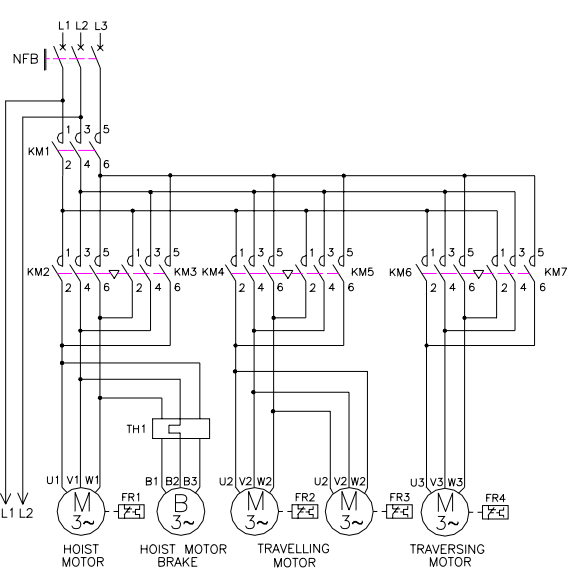 L1 L2 L3
NFB
1 3 5
KM1
2 4 6
1 3 5 1 3 5 1 3 5 1 3 5 1 3 5 1 3 5
KM2 KM3 KM4 KM5 KM6 KM7
2 4 6 2 4 6 2 4 6 2 4 6 2 4 6 2 4 6
TH1
U1 V1 W1 B1 B2 B3 U2 V2 W2 U2 V2 W2 U3 V3 W3
L1 L2
M 3~ FR1 B 3~ M 3~ FR2 M 3~ FR3 M 3~ FR4
HOIST MOTOR
HOIST MOTOR BRAKE
TRAVELLING MOTOR
TRAVERSING MOTOR